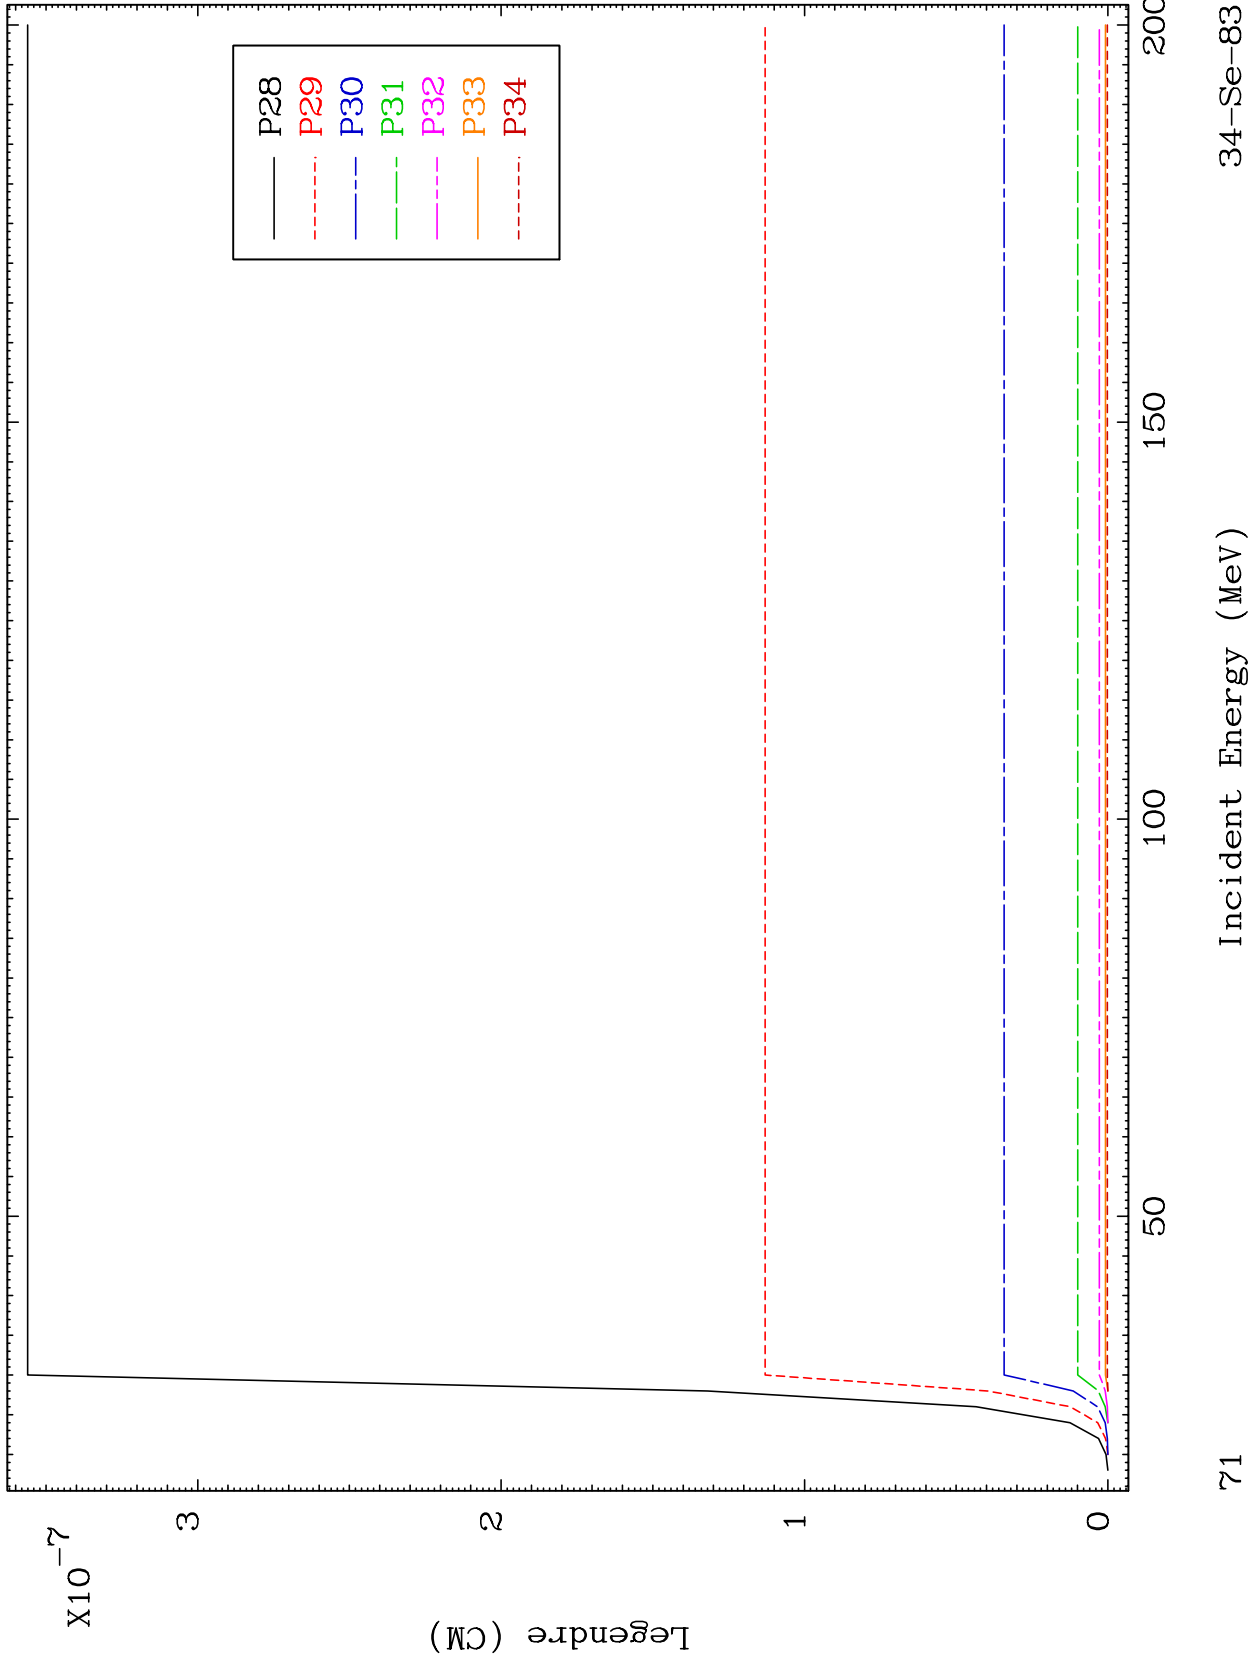 X10-7
3
2
1
0
Legendre (CM)
P28
P29
P30
P31
P32
P33
P34
50
100
150
200
Incident Energy (MeV)
71
34-Se-83